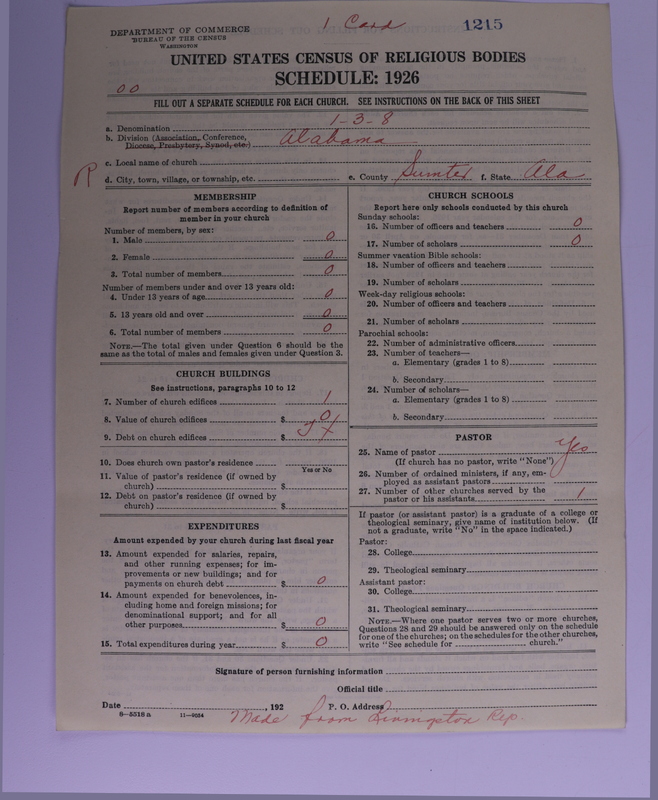 DEPARTMENT OF COMMERCE
BUREAU OF THE CENSUS
WASHINGTON
1 Card
1215
UNITED STATES CENSUS OF RELIGIOUS BODIES
SCHEDULE: 1926
00
FILL OUT A SEPARATE SCHEDULE FOR EACH CHURCH. SEE INSTRUCTIONS ON THE BACK OF THIS SHEET
a. Denomination 1-3-8
b. Division (Association, Conference, Diocese, Presbytery, Synod, etc.) Alabama
c. Local name of church
R
d. City, town, village, or township, etc. e. County Sumter f. State Ala
MEMBERSHIP
Report number of members according to definition of
member in your church
Number of members, by sex:
1. Male 0
2. Female 0
3. Total number of members 0
Number of members under and over 13 years old:
4. Under 13 years of age 0
5. 13 years old and over 0
6. Total number of members 0
NOTE.—The total given under Question 6 should be the
same as the total of males and females given under Question 3.
CHURCH BUILDINGS
See instructions, paragraphs 10 to 12
7. Number of church edifices 1
8. Value of church edifices $ 0
9. Debt on church edifices $
10. Does church own pastor's residence
Yes or No
11. Value of pastor's residence (if owned by
church) $
12. Debt on pastor's residence (if owned by
church) $
EXPENDITURES
Amount expended by your church during last fiscal year
13. Amount expended for salaries, repairs,
and other running expenses; for im-
provements or new buildings; and for
payments on church debt $ 0
14. Amount expended for benevolences, in-
cluding home and foreign missions; for
denominational support; and for all
other purposes $ 0
15. Total expenditures during year $ 0
CHURCH SCHOOLS
Report here only schools conducted by this church
Sunday schools:
16. Number of officers and teachers 0
17. Number of scholars 0
Summer vacation Bible schools:
18. Number of officers and teachers
19. Number of scholars
Week-day religious schools:
20. Number of officers and teachers
21. Number of scholars
Parochial schools:
22. Number of administrative officers
23. Number of teachers—
a. Elementary (grades 1 to 8)
b. Secondary
24. Number of scholars—
a. Elementary (grades 1 to 8)
b. Secondary
PASTOR
25. Name of pastor yes
(If church has no pastor, write "None")
26. Number of ordained ministers, if any, em-
ployed as assistant pastors
27. Number of other churches served by the
pastor or his assistants 1
If pastor (or assistant pastor) is a graduate of a college or
theological seminary, give name of institution below. (If
not a graduate, write "No" in the space indicated.)
Pastor:
28. College
29. Theological seminary
Assistant pastor:
30. College
31. Theological seminary
NOTE.—Where one pastor serves two or more churches,
Questions 28 and 29 should be answered only on the schedule
for one of the churches; on the schedules for the other churches,
write "See schedule for church."
Signature of person furnishing information
Official title
Date , 192 P. O. Address
8—5518 a 11—9034
Made from Livingston Rep.